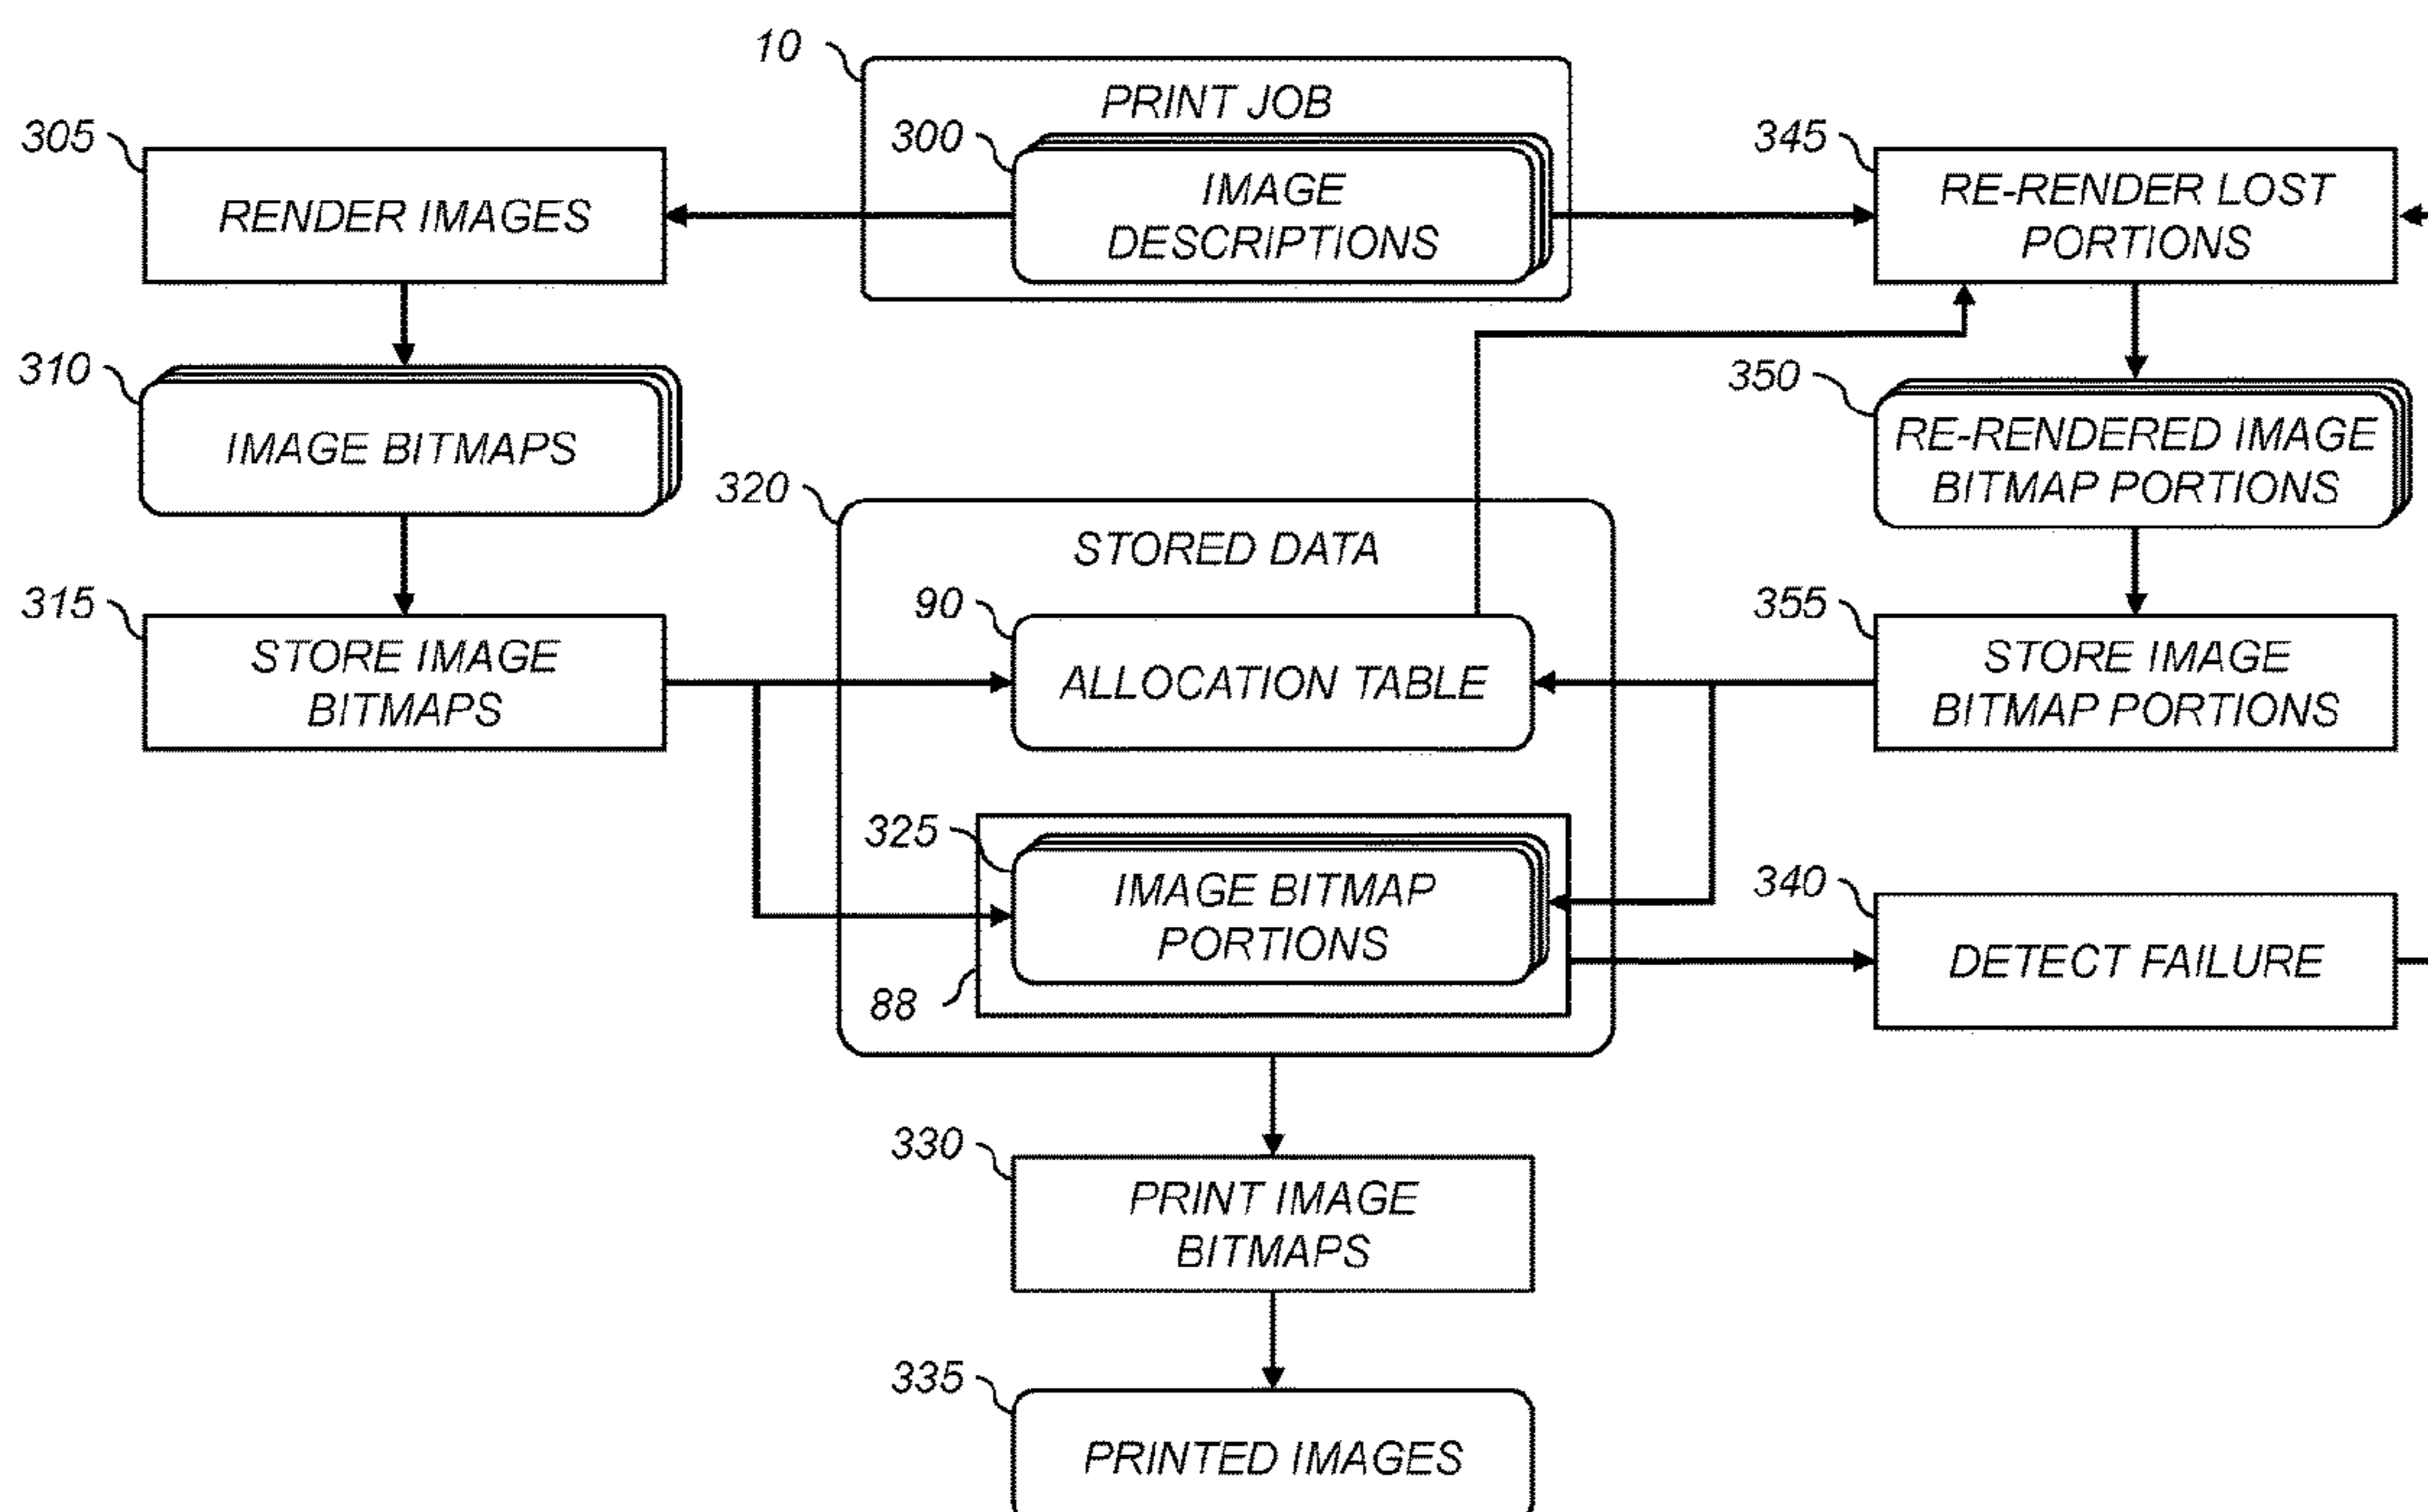 10
PRINT JOB
300
IMAGE
DESCRIPTIONS
305
RENDER IMAGES
345
RE-RENDER LOST
PORTIONS
310
IMAGE BITMAPS
350
RE-RENDERED IMAGE
BITMAP PORTIONS
320
STORED DATA
315
STORE IMAGE
BITMAPS
90
ALLOCATION TABLE
355
STORE IMAGE
BITMAP PORTIONS
325
IMAGE BITMAP
PORTIONS
88
340
DETECT FAILURE
330
PRINT IMAGE
BITMAPS
335
PRINTED IMAGES